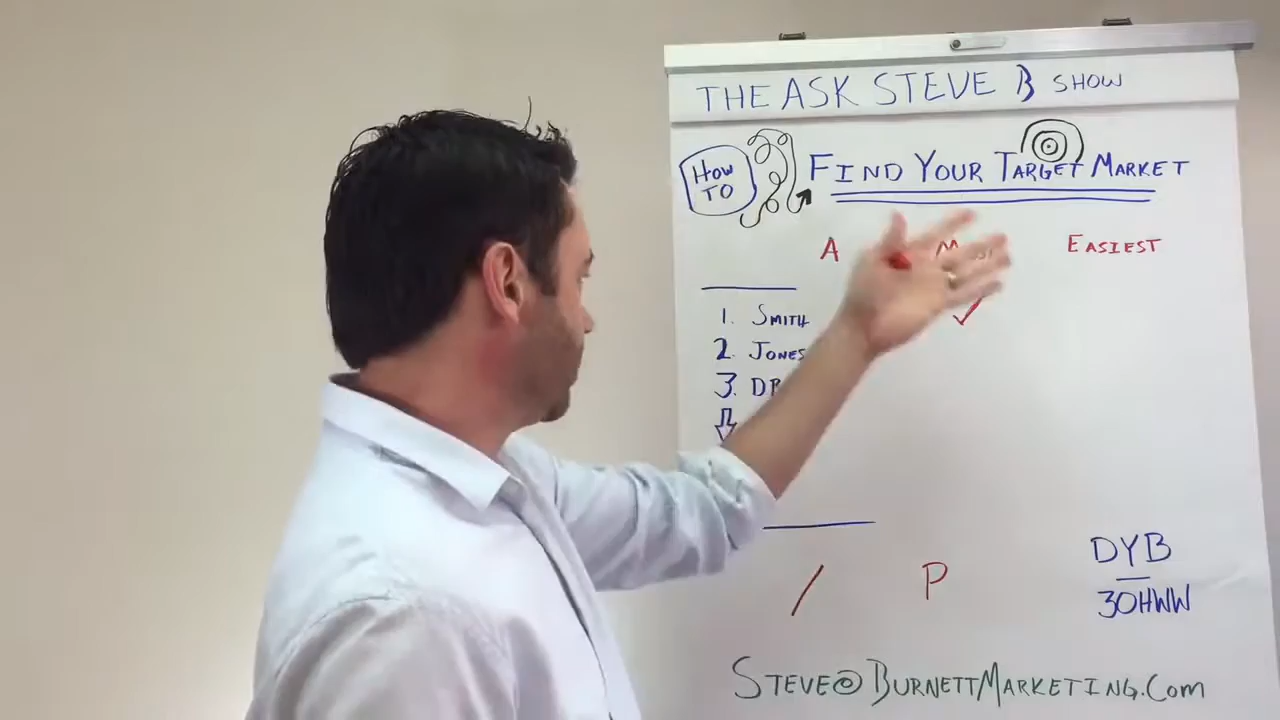 THE ASK STEVE B SHOW
HOW TO
FIND YOUR TARGET MARKET
A
EASIEST
1. SMITH
2. JONES
3.
/ P
DYB
30HWW
STEVE@BURNETTMARKETING.COM